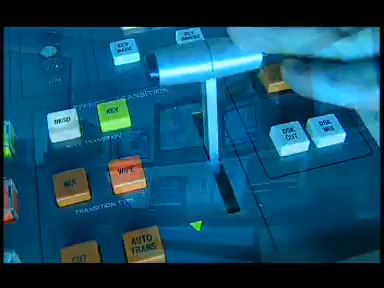 KEY
MASK
KEY
INVERT
EFFECTS TRANSITION
BKGD
KEY
NEXT TRANSITION
DSK
CUT
DSK
MIX
MIX
WIPE
TRANSITION TYPE
CUT
AUTO
TRANS